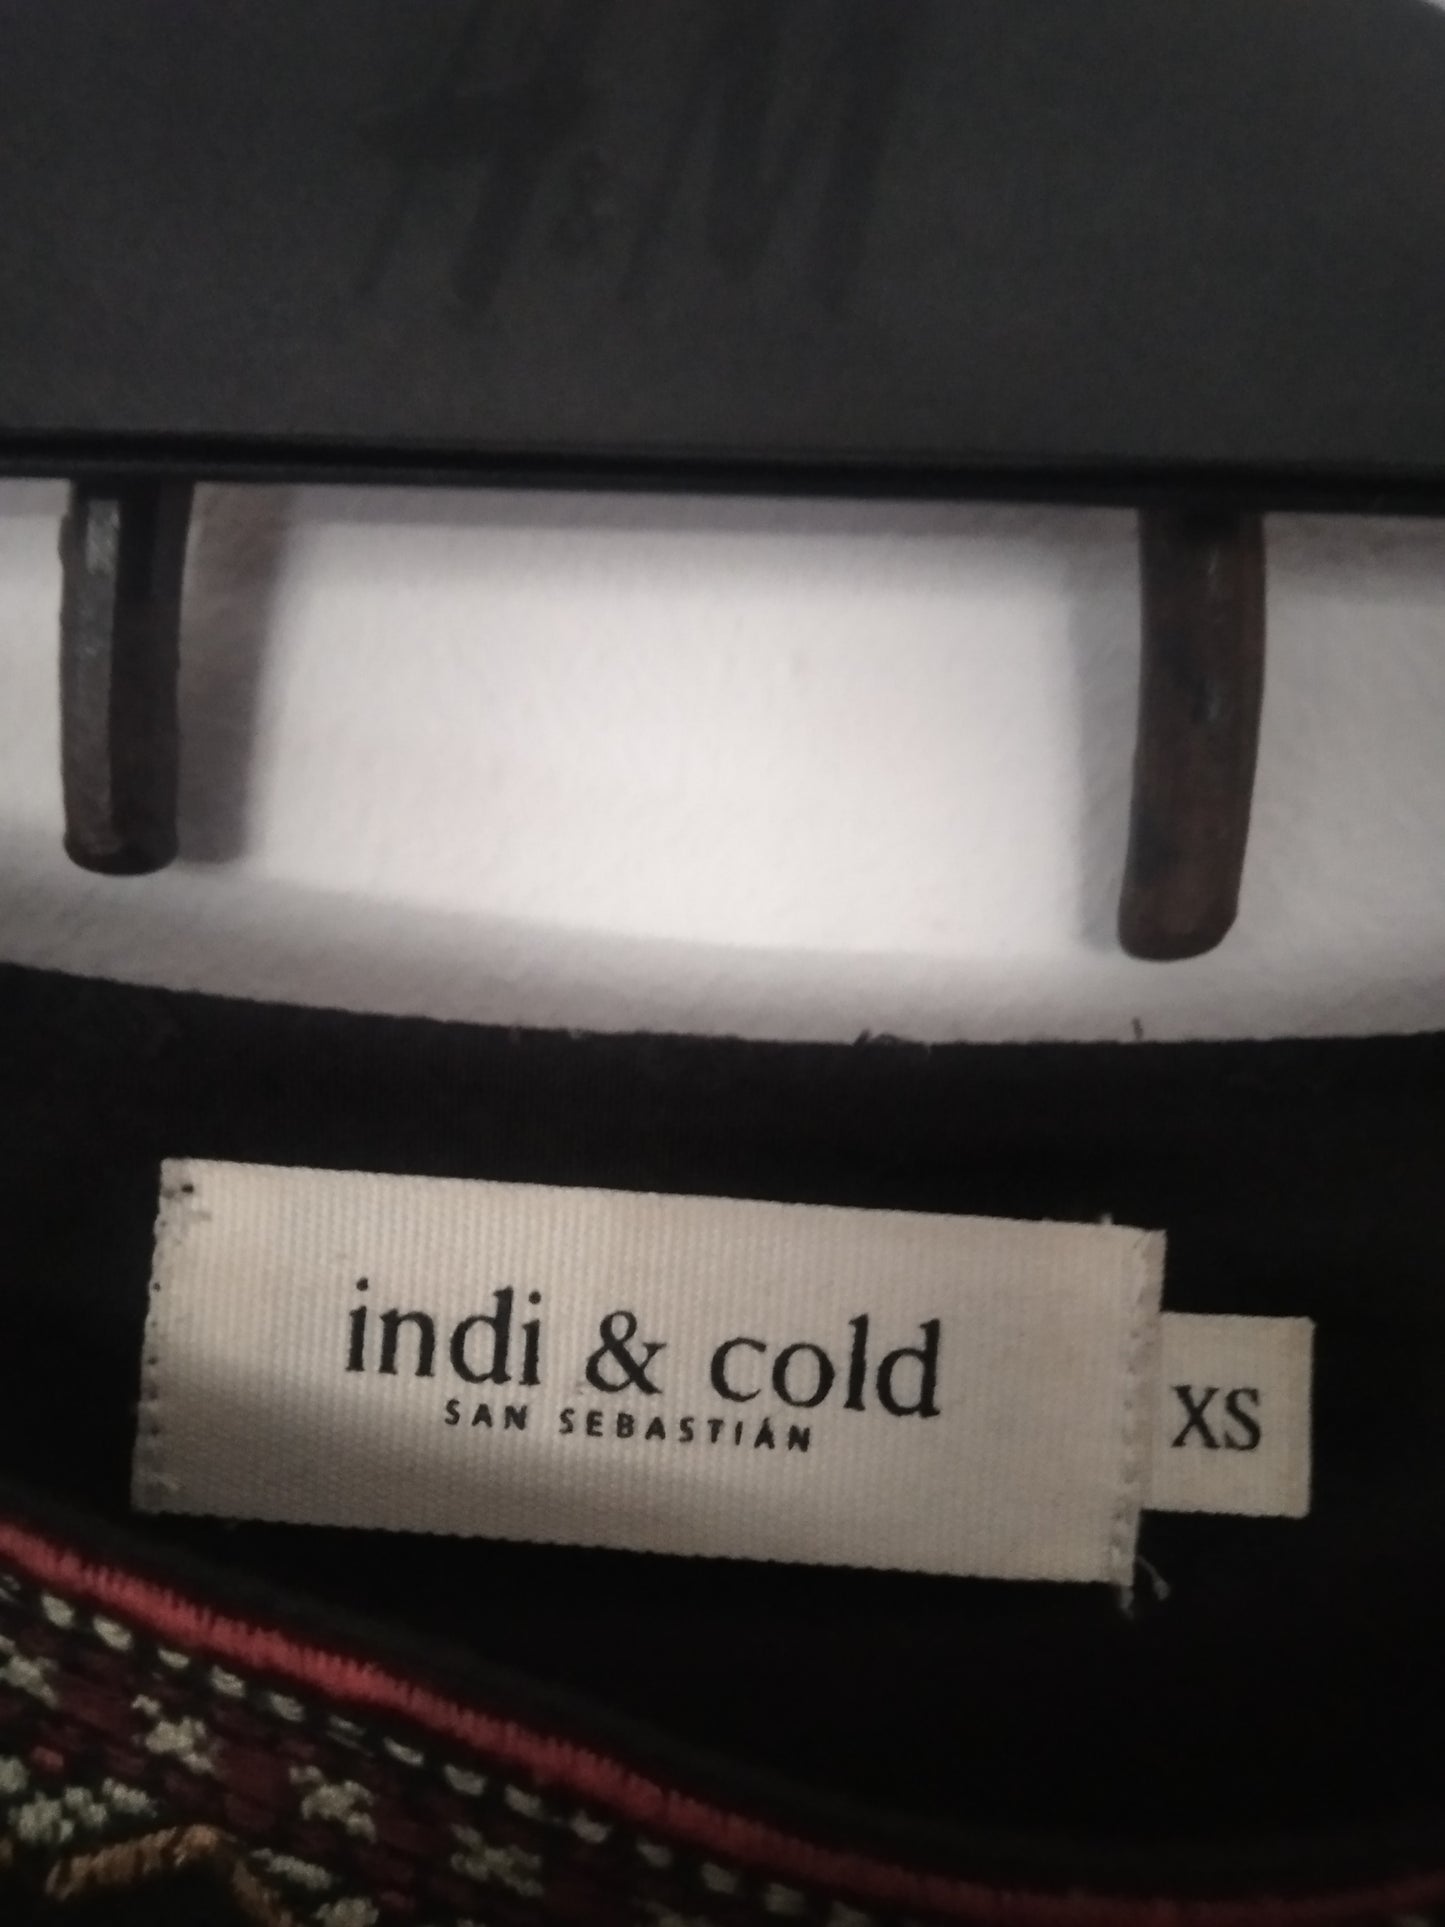 H&M
indi & cold
SAN SEBASTIÁN
XS